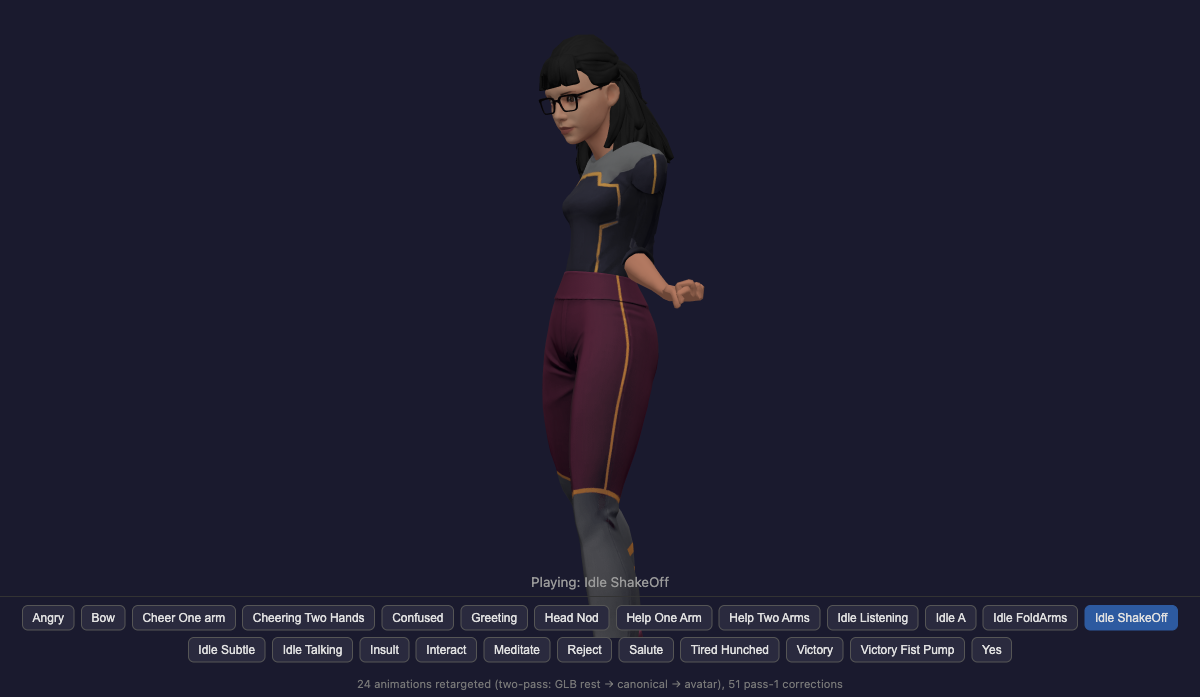 Playing: Idle ShakeOff
Angry Bow Cheer One arm Cheering Two Hands Confused Greeting Head Nod Help One Arm Help Two Arms Idle Listening Idle A Idle FoldArms Idle ShakeOff
Idle Subtle Idle Talking Insult Interact Meditate Reject Salute Tired Hunched Victory Victory Fist Pump Yes
24 animations retargeted (two-pass: GLB rest → canonical → avatar), 51 pass-1 corrections